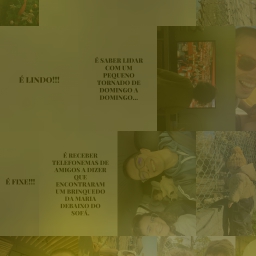 É LINDO!!!
É SABER LIDAR
COM UM
PEQUENO
TORNADO DE
DOMINGO A
DOMINGO...
É FIXE!!!
É RECEBER
TELEFONEMAS DE
AMIGOS A DIZER
QUE
ENCONTRARAM
UM BRINQUEDO
DA MARIA
DEBAIXO DO
SOFÁ.